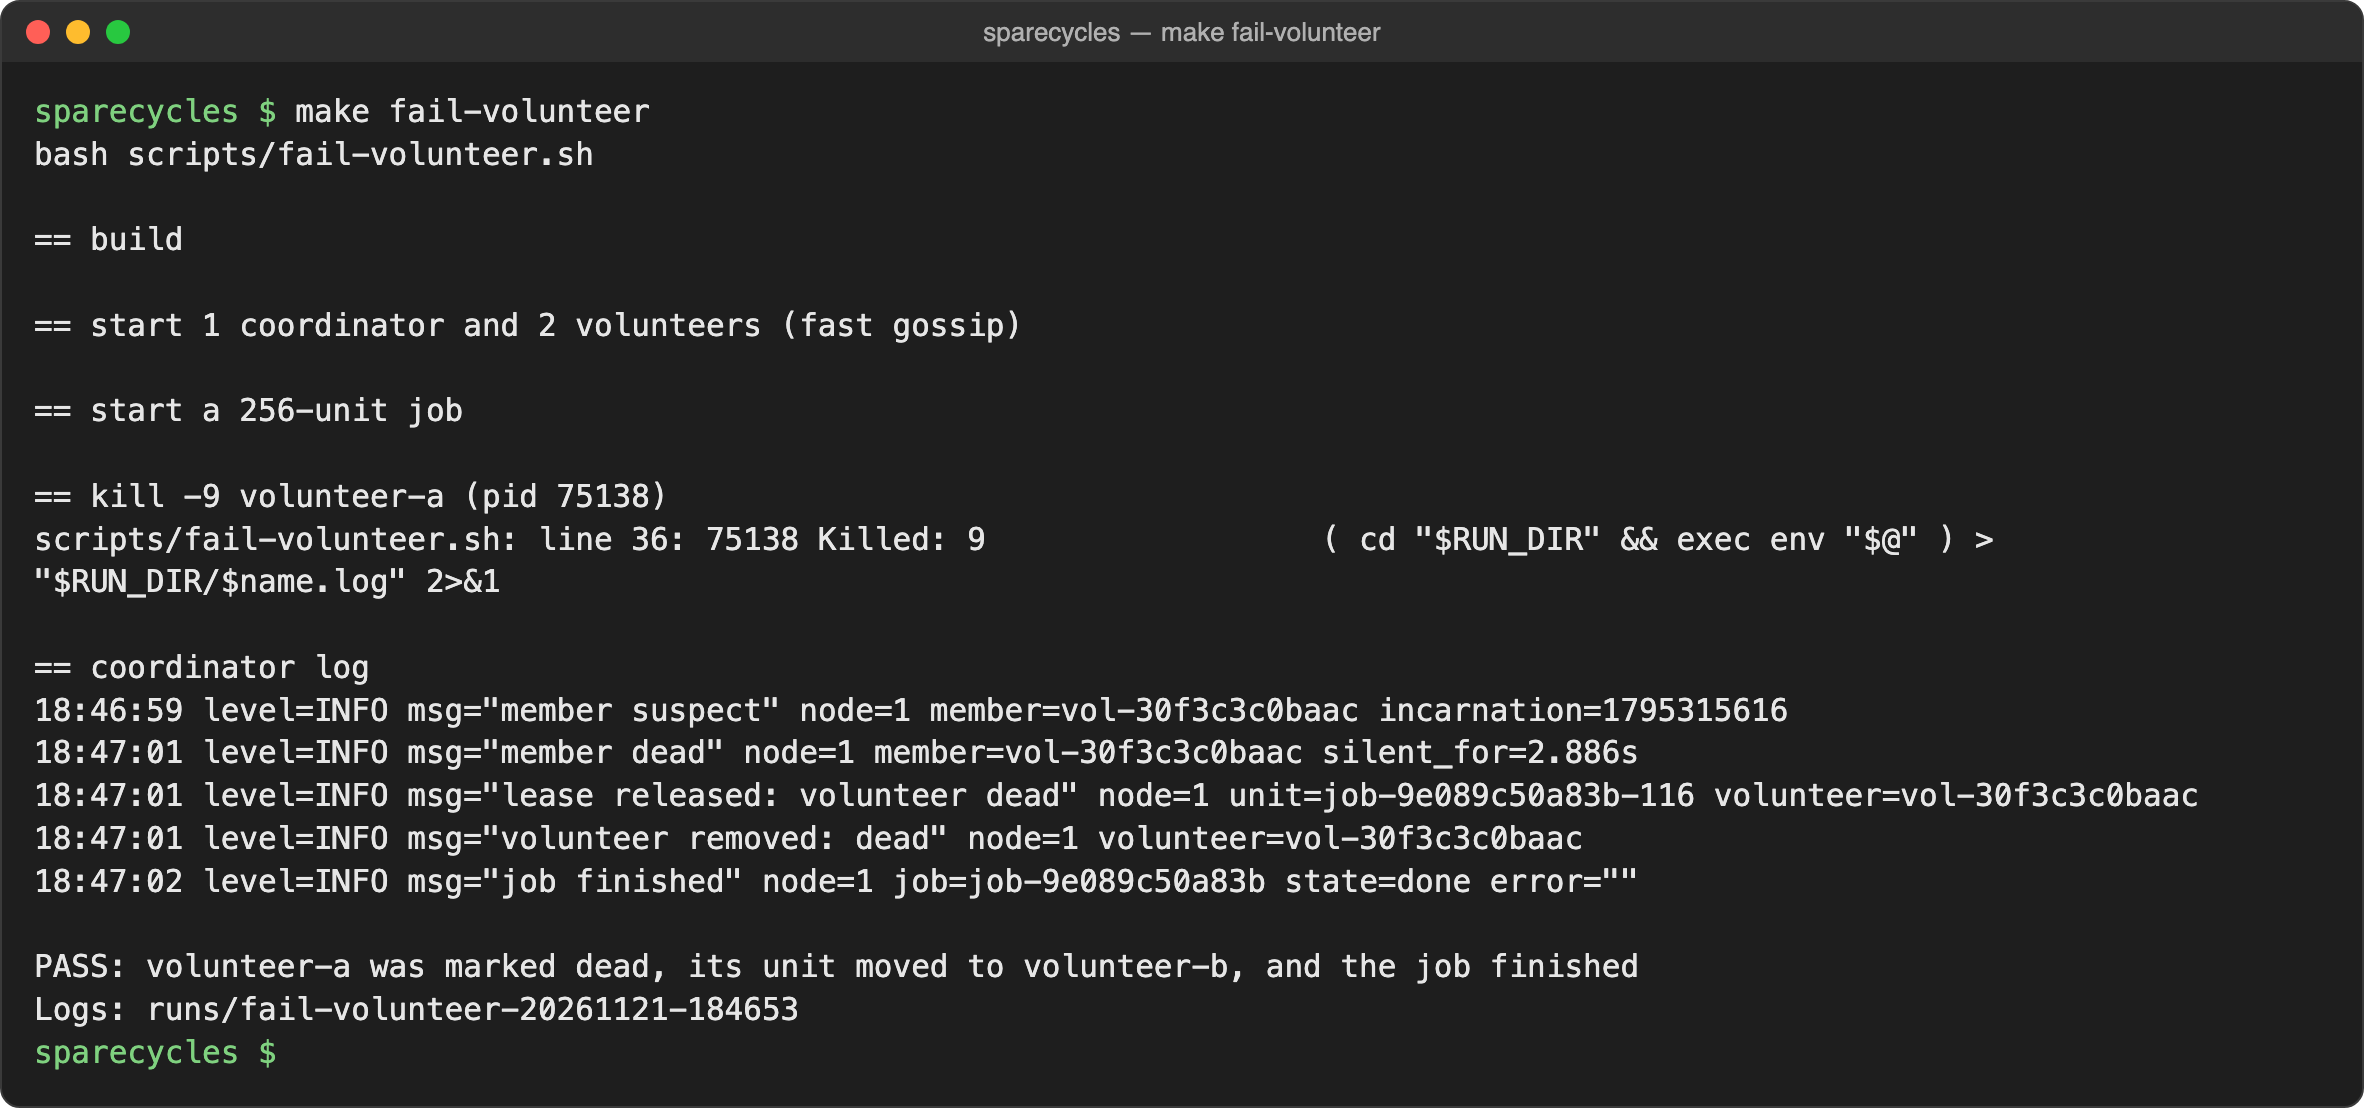 sparecycles — make fail-volunteer
sparecycles $ make fail-volunteer
bash scripts/fail-volunteer.sh
== build
== start 1 coordinator and 2 volunteers (fast gossip)
== start a 256-unit job
== kill -9 volunteer-a (pid 75138)
scripts/fail-volunteer.sh: line 36: 75138 Killed: 9                  ( cd "$RUN_DIR" && exec env "$@" ) >
"$RUN_DIR/$name.log" 2>&1
== coordinator log
18:46:59 level=INFO msg="member suspect" node=1 member=vol-30f3c3c0baac incarnation=1795315616
18:47:01 level=INFO msg="member dead" node=1 member=vol-30f3c3c0baac silent_for=2.886s
18:47:01 level=INFO msg="lease released: volunteer dead" node=1 unit=job-9e089c50a83b-116 volunteer=vol-30f3c3c0baac
18:47:01 level=INFO msg="volunteer removed: dead" node=1 volunteer=vol-30f3c3c0baac
18:47:02 level=INFO msg="job finished" node=1 job=job-9e089c50a83b state=done error=""
PASS: volunteer-a was marked dead, its unit moved to volunteer-b, and the job finished
Logs: runs/fail-volunteer-20261121-184653
sparecycles $